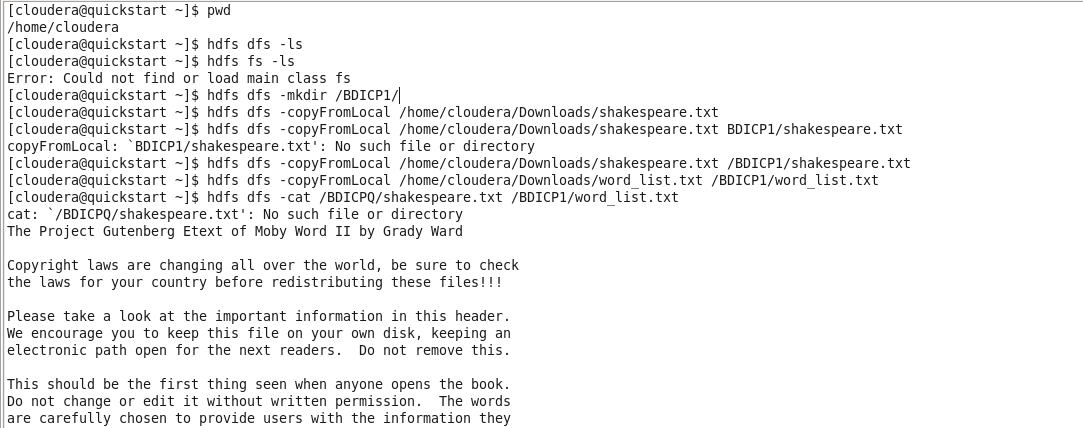 [cloudera@quickstart ~]$ pwd
/home/cloudera
[cloudera@quickstart ~]$ hdfs dfs -ls
[cloudera@quickstart ~]$ hdfs fs -ls
Error: Could not find or load main class fs
[cloudera@quickstart ~]$ hdfs dfs -mkdir /BDICP1/
[cloudera@quickstart ~]$ hdfs dfs -copyFromLocal /home/cloudera/Downloads/shakespeare.txt
[cloudera@quickstart ~]$ hdfs dfs -copyFromLocal /home/cloudera/Downloads/shakespeare.txt BDICP1/shakespeare.txt
copyFromLocal: `BDICP1/shakespeare.txt': No such file or directory
[cloudera@quickstart ~]$ hdfs dfs -copyFromLocal /home/cloudera/Downloads/shakespeare.txt /BDICP1/shakespeare.txt
[cloudera@quickstart ~]$ hdfs dfs -copyFromLocal /home/cloudera/Downloads/word_list.txt /BDICP1/word_list.txt
[cloudera@quickstart ~]$ hdfs dfs -cat /BDICPQ/shakespeare.txt /BDICP1/word_list.txt
cat: `/BDICPQ/shakespeare.txt': No such file or directory
The Project Gutenberg Etext of Moby Word II by Grady Ward
Copyright laws are changing all over the world, be sure to check
the laws for your country before redistributing these files!!!
Please take a look at the important information in this header.
We encourage you to keep this file on your own disk, keeping an
electronic path open for the next readers.  Do not remove this.
This should be the first thing seen when anyone opens the book.
Do not change or edit it without written permission.  The words
are carefully chosen to provide users with the information they